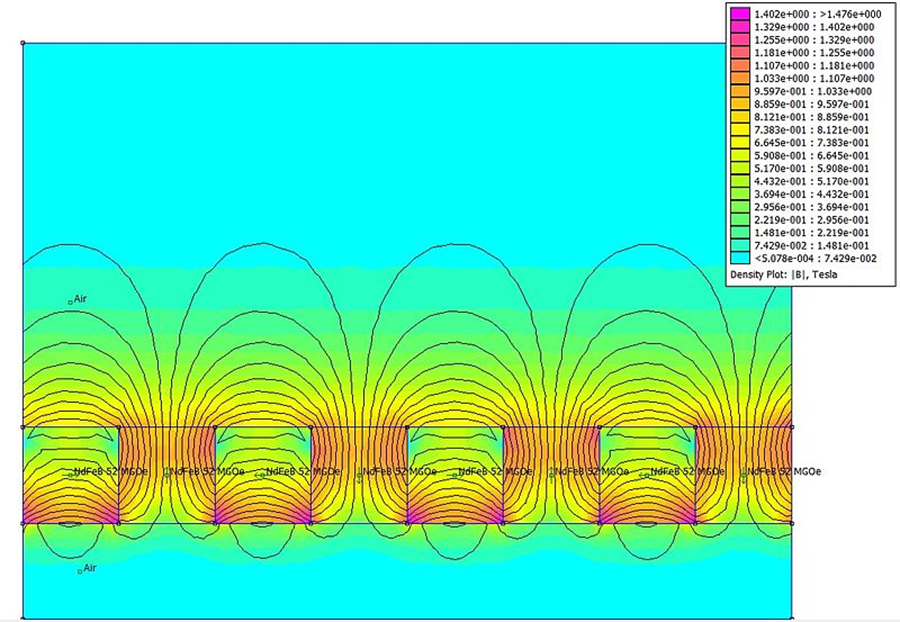 1.402e+000 : >1.476e+000
1.329e+000 : 1.402e+000
1.255e+000 : 1.329e+000
1.181e+000 : 1.255e+000
1.107e+000 : 1.181e+000
1.033e+000 : 1.107e+000
9.597e-001 : 1.033e+000
8.859e-001 : 9.597e-001
8.121e-001 : 8.859e-001
7.383e-001 : 8.121e-001
6.645e-001 : 7.383e-001
5.908e-001 : 6.645e-001
5.170e-001 : 5.908e-001
4.432e-001 : 5.170e-001
3.694e-001 : 4.432e-001
2.956e-001 : 3.694e-001
2.219e-001 : 2.956e-001
1.481e-001 : 2.219e-001
7.429e-002 : 1.481e-001
<5.078e-004 : 7.429e-002
Density Plot: |B|, Tesla
Air
NdFeB 52 MGOe NdFeB 52 MGOe NdFeB 52 MGOe NdFeB 52 MGOe NdFeB 52 MGOe NdFeB 52 MGOe NdFeB 52 MGOe NdFeB 52 MGOe
Air